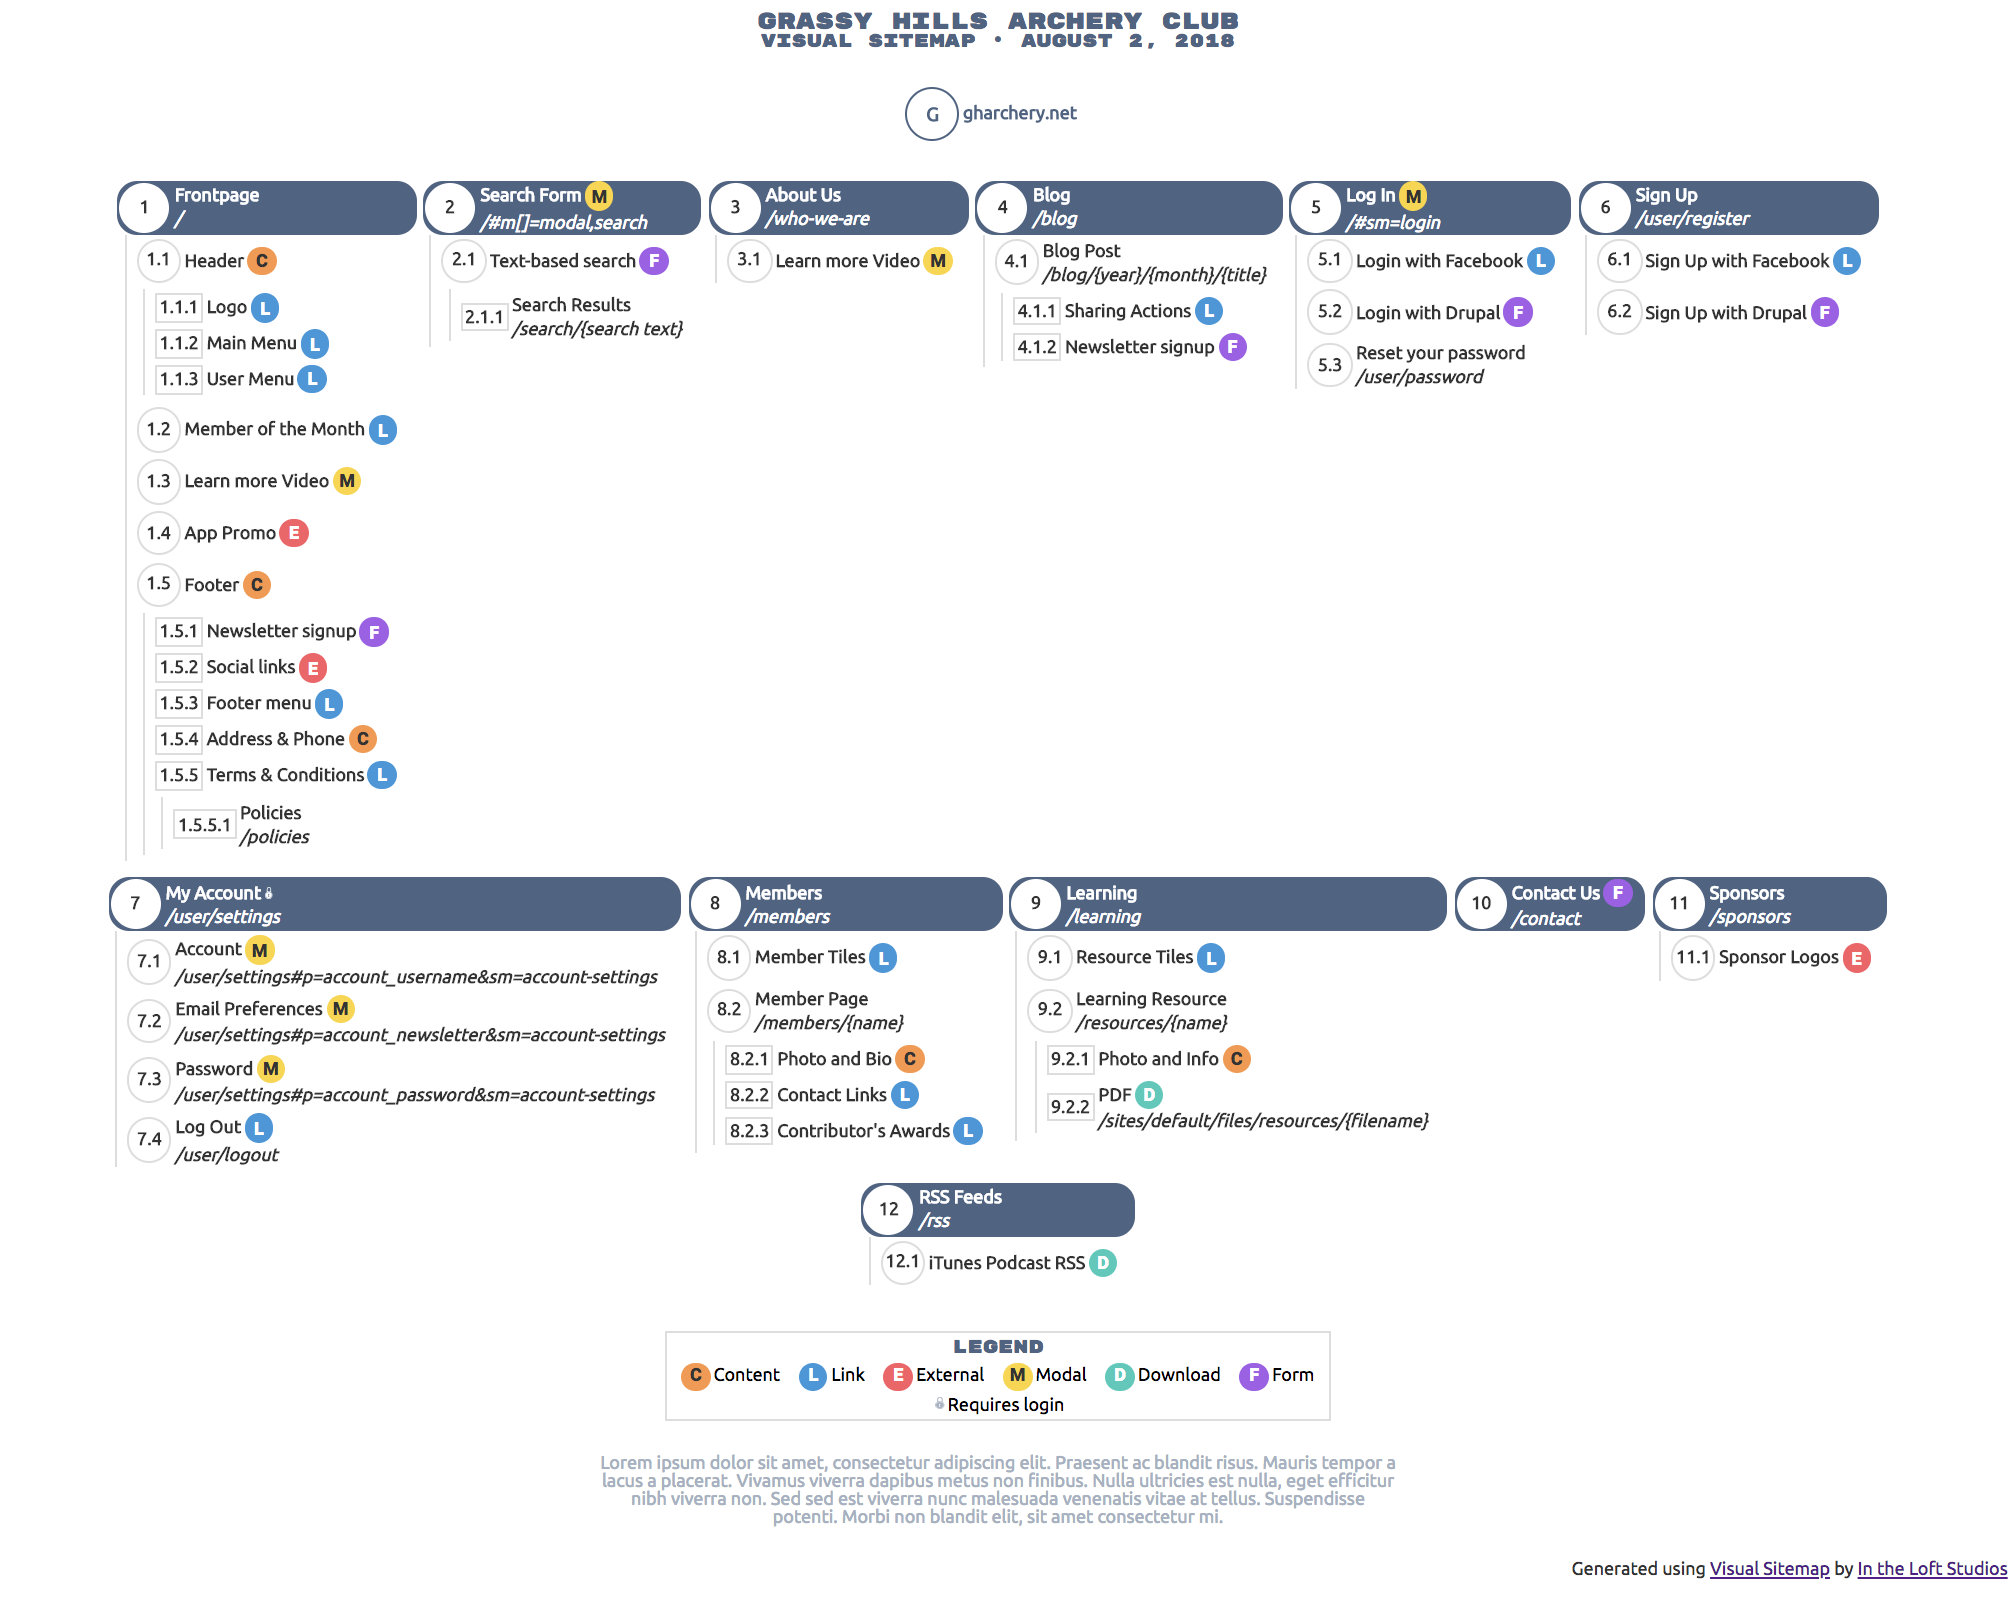 GRASSY HILLS ARCHERY CLUB
VISUAL SITEMAP • AUGUST 2, 2018
G gharchery.net
1 Frontpage
/
1.1 Header C
1.1.1 Logo L
1.1.2 Main Menu L
1.1.3 User Menu L
1.2 Member of the Month L
1.3 Learn more Video M
1.4 App Promo E
1.5 Footer C
1.5.1 Newsletter signup F
1.5.2 Social links E
1.5.3 Footer menu L
1.5.4 Address & Phone C
1.5.5 Terms & Conditions L
1.5.5.1 Policies
/policies
2 Search Form M
/#m[]=modal,search
2.1 Text-based search F
2.1.1 Search Results
/search/{search text}
3 About Us
/who-we-are
3.1 Learn more Video M
4 Blog
/blog
4.1 Blog Post
/blog/{year}/{month}/{title}
4.1.1 Sharing Actions L
4.1.2 Newsletter signup F
5 Log In M
/#sm=login
5.1 Login with Facebook L
5.2 Login with Drupal F
5.3 Reset your password
/user/password
6 Sign Up
/user/register
6.1 Sign Up with Facebook L
6.2 Sign Up with Drupal F
7 My Account
/user/settings
7.1 Account M
/user/settings#p=account_username&sm=account-settings
7.2 Email Preferences M
/user/settings#p=account_newsletter&sm=account-settings
7.3 Password M
/user/settings#p=account_password&sm=account-settings
7.4 Log Out L
/user/logout
8 Members
/members
8.1 Member Tiles L
8.2 Member Page
/members/{name}
8.2.1 Photo and Bio C
8.2.2 Contact Links L
8.2.3 Contributor's Awards L
9 Learning
/learning
9.1 Resource Tiles L
9.2 Learning Resource
/resources/{name}
9.2.1 Photo and Info C
9.2.2 PDF D
/sites/default/files/resources/{filename}
10 Contact Us F
/contact
11 Sponsors
/sponsors
11.1 Sponsor Logos E
12 RSS Feeds
/rss
12.1 iTunes Podcast RSS D
LEGEND
C Content L Link E External M Modal D Download F Form
Requires login
Lorem ipsum dolor sit amet, consectetur adipiscing elit. Praesent ac blandit risus. Mauris tempor a
lacus a placerat. Vivamus viverra dapibus metus non finibus. Nulla ultricies est nulla, eget efficitur
nibh viverra non. Sed sed est viverra nunc malesuada venenatis vitae at tellus. Suspendisse
potenti. Morbi non blandit elit, sit amet consectetur mi.
Generated using Visual Sitemap by In the Loft Studios